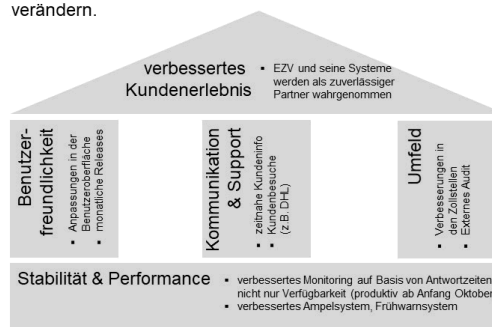 verändern.
verbessertes
Kundenerlebnis
▪ EZV und seine Systeme
werden als zuverlässiger
Partner wahrgenommen
Benutzer-
freundlichkeit
▪ Anpassungen in der
Benutzeroberfläche
▪ monatliche Releases
Kommunikation
& Support
▪ zeitnahe Kundeninfo
▪ Kundenbesuche
(z.B. DHL)
Umfeld
▪ Verbesserungen in
den Zollstellen
▪ Externes Audit
Stabilität & Performance
▪ verbessertes Monitoring auf Basis von Antwortzeiten
nicht nur Verfügbarkeit (produktiv ab Anfang Oktober
▪ verbessertes Ampelsystem, Frühwarnsystem